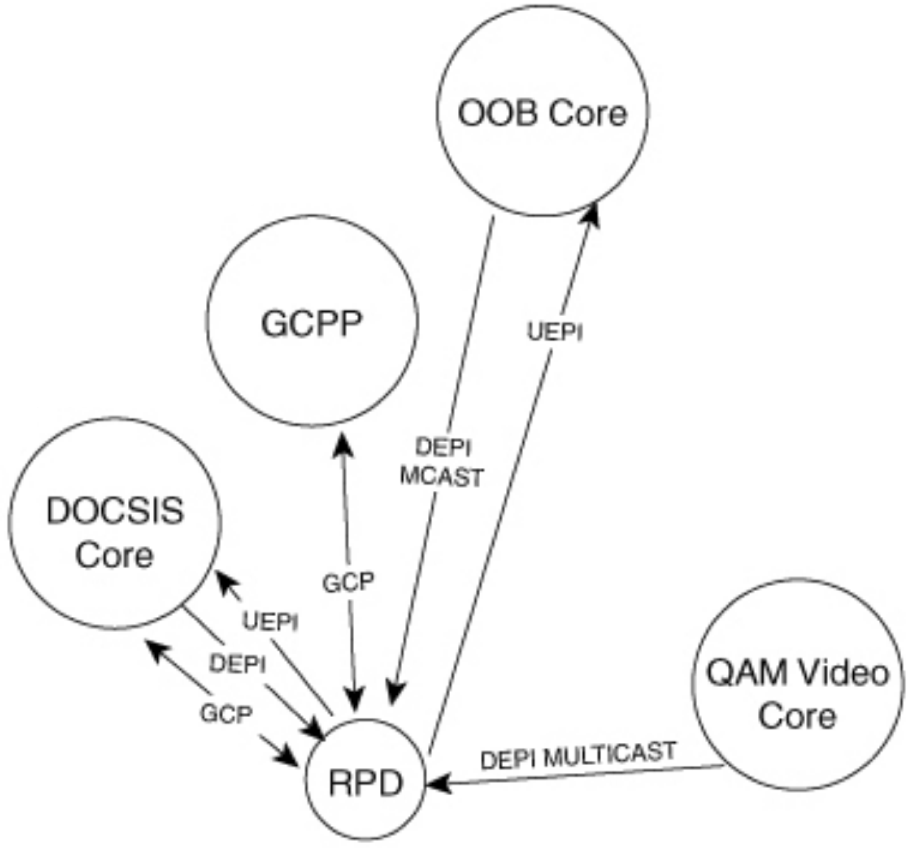 OOB Core
GCPP
UEPI
DEPI
MCAST
DOCSIS
Core
GCP
UEPI
DEPI
GCP
QAM Video
Core
DEPI MULTICAST
RPD